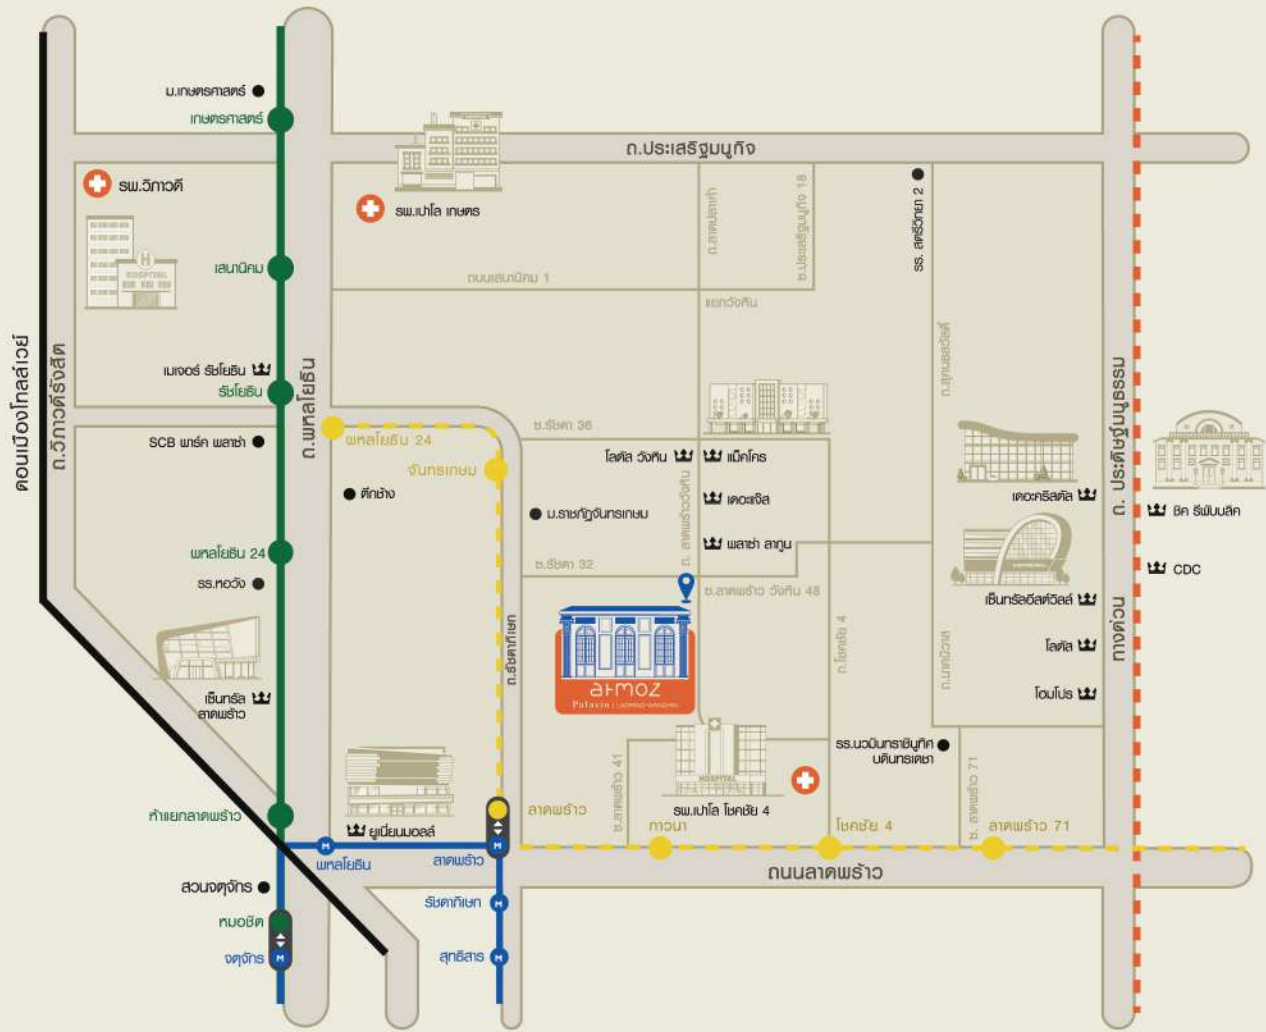 ม.เกษตรศาสตร์
เกษตรศาสตร์
ถ.ประเสริฐมนูกิจ
รพ.วิภาวดี
รพ.เปาโล เกษตร
รร. สตรีวิทยา 2
ถ.ลาดปลาเค้า
ซ.ประเสริฐมนูกิจ 18
เสนานิคม
H
HOSPITAL
ถนนเสนานิคม 1
แยกวังหิน
ดอนเมืองโทลล์เวย์
ถ.วิภาวดีรังสิต
ถ.พหลโยธิน
ถ.สุคนธสวัสดิ์
ถ. ประดิษฐ์มนูธรรม
เมเจอร์ รัชโยธิน
รัชโยธิน
SCB พาร์ค พลาซ่า
พหลโยธิน 24
จันทรเกษม
ตึกช้าง
ซ.รัชดา 36
โลตัส วังหิน
แม็คโคร
เดอะแจ๊ส
พลาซ่า ลากูน
ถ. ลาดพร้าววังหิน
ม.ราชภัฏจันทรเกษม
เดอะคริสตัล
ชิค รีพับบลิค
CDC
พหลโยธิน 24
รร.หอวัง
ซ.รัชดา 32
ซ.ลาดพร้าว วังหิน 48
เซ็นทรัลอีสต์วิลล์
โลตัส
โฮมโปร
ทางด่วน
ถ.รัชดาภิเษก
ถ.โชคชัย 4
ถ.นาคนิวาส
armoz
Palazio | LADPRAO-WANGHIN
เซ็นทรัล
ลาดพร้าว
รร.นวมินทราชินูทิศ
บดินทรเดชา
HOSPITAL
รพ.เปาโล โชคชัย 4
ซ.ลาดพร้าว 41
ซ. ลาดพร้าว 71
ห้าแยกลาดพร้าว
ยูเนี่ยนมอลล์
ลาดพร้าว
ภาวนา
โชคชัย 4
ลาดพร้าว 71
M
พหลโยธิน
ลาดพร้าว
M
ถนนลาดพร้าว
สวนจตุจักร
รัชดาภิเษก
M
หมอชิต
จตุจักร
M
สุทธิสาร
M